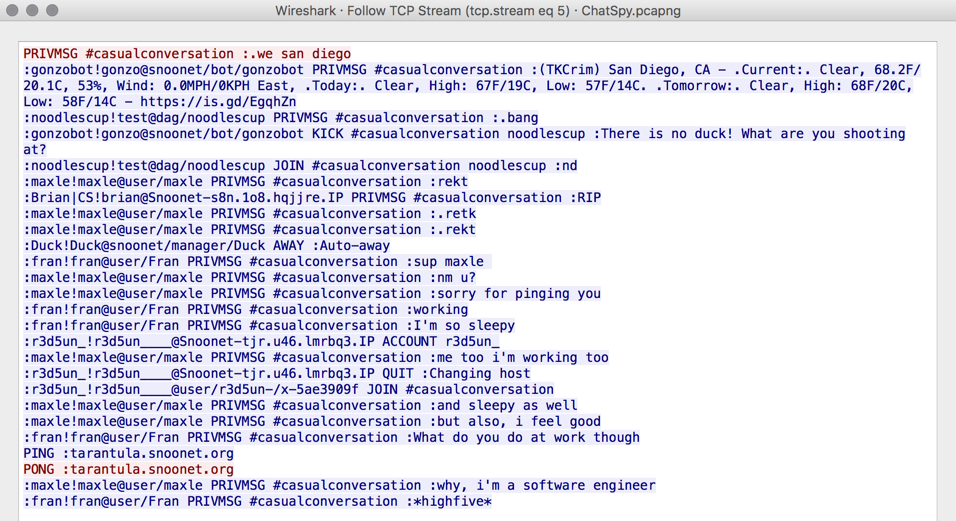 Wireshark · Follow TCP Stream (tcp.stream eq 5) · ChatSpy.pcapng
PRIVMSG #casualconversation :.we san diego
:gonzobot!gonzo@snoonet/bot/gonzobot PRIVMSG #casualconversation :(TKCrim) San Diego, CA - .Current:. Clear, 68.2F/
20.1C, 53%, Wind: 0.0MPH/0KPH East, .Today:. Clear, High: 67F/19C, Low: 57F/14C. .Tomorrow:. Clear, High: 68F/20C,
Low: 58F/14C - https://is.gd/EgqhZn
:noodlescup!test@dag/noodlescup PRIVMSG #casualconversation :.bang
:gonzobot!gonzo@snoonet/bot/gonzobot KICK #casualconversation noodlescup :There is no duck! What are you shooting
at?
:noodlescup!test@dag/noodlescup JOIN #casualconversation noodlescup :nd
:maxle!maxle@user/maxle PRIVMSG #casualconversation :rekt
:Brian|CS!brian@Snoonet-s8n.1o8.hqjjre.IP PRIVMSG #casualconversation :RIP
:maxle!maxle@user/maxle PRIVMSG #casualconversation :.retk
:maxle!maxle@user/maxle PRIVMSG #casualconversation :.rekt
:Duck!Duck@snoonet/manager/Duck AWAY :Auto-away
:fran!fran@user/Fran PRIVMSG #casualconversation :sup maxle
:maxle!maxle@user/maxle PRIVMSG #casualconversation :nm u?
:maxle!maxle@user/maxle PRIVMSG #casualconversation :sorry for pinging you
:fran!fran@user/Fran PRIVMSG #casualconversation :working
:fran!fran@user/Fran PRIVMSG #casualconversation :I'm so sleepy
:r3d5un_!r3d5un____@Snoonet-tjr.u46.lmrbq3.IP ACCOUNT r3d5un_
:maxle!maxle@user/maxle PRIVMSG #casualconversation :me too i'm working too
:r3d5un_!r3d5un____@Snoonet-tjr.u46.lmrbq3.IP QUIT :Changing host
:r3d5un_!r3d5un____@user/r3d5un-/x-5ae3909f JOIN #casualconversation
:maxle!maxle@user/maxle PRIVMSG #casualconversation :and sleepy as well
:maxle!maxle@user/maxle PRIVMSG #casualconversation :but also, i feel good
:fran!fran@user/Fran PRIVMSG #casualconversation :What do you do at work though
PING :tarantula.snoonet.org
PONG :tarantula.snoonet.org
:maxle!maxle@user/maxle PRIVMSG #casualconversation :why, i'm a software engineer
:fran!fran@user/Fran PRIVMSG #casualconversation :*highfive*